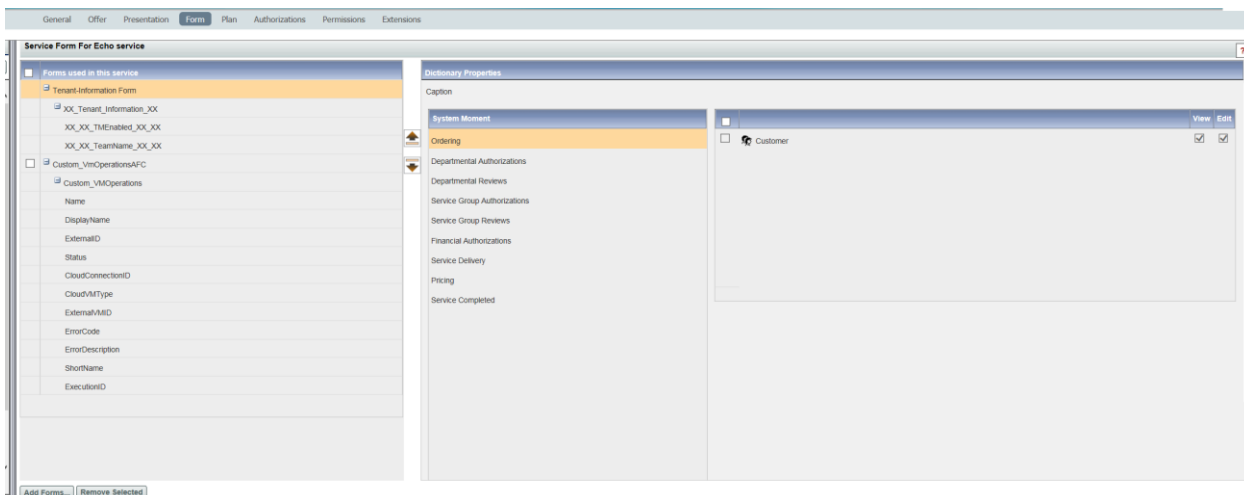 General Offer Presentation Form Plan Authorizations Permissions Extensions
Service Form For Echo service
?
Forms used in this service
Tenant-Information Form
XX_Tenant_Information_XX
XX_XX_TMEnabled_XX_XX
XX_XX_TeamName_XX_XX
Custom_VmOperationsAFC
Custom_VMOperations
Name
DisplayName
ExternalID
Status
CloudConnectionID
CloudVMType
ExternalVMID
ErrorCode
ErrorDescription
ShortName
ExecutionID
Add Forms... Remove Selected
Dictionary Properties
Caption
System Moment
Ordering
Departmental Authorizations
Departmental Reviews
Service Group Authorizations
Service Group Reviews
Financial Authorizations
Service Delivery
Pricing
Service Completed
View Edit
Customer